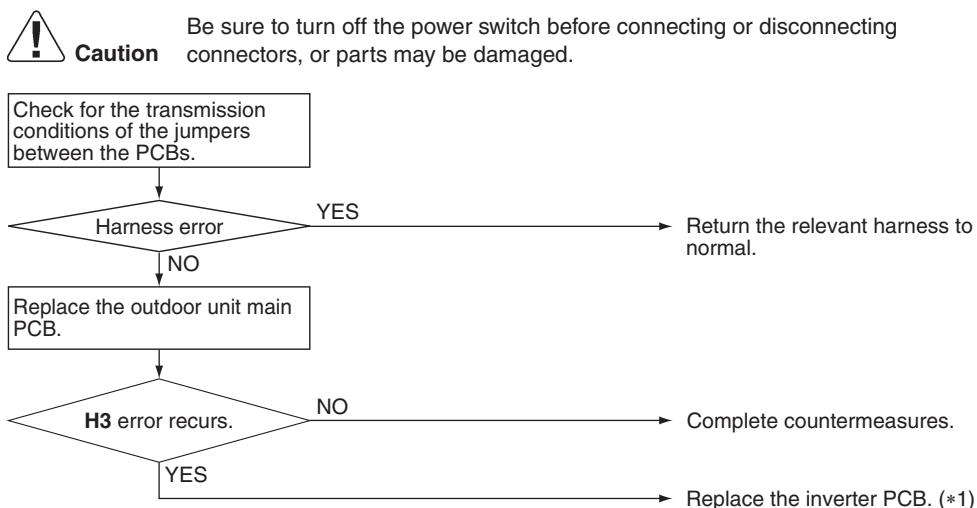 Be sure to turn off the power switch before connecting or disconnecting
Caution connectors, or parts may be damaged.
Check for the transmission
conditions of the jumpers
between the PCBs.
Harness error
YES
Return the relevant harness to
normal.
NO
Replace the outdoor unit main
PCB.
H3 error recurs.
NO
Complete countermeasures.
YES
Replace the inverter PCB. (*1)